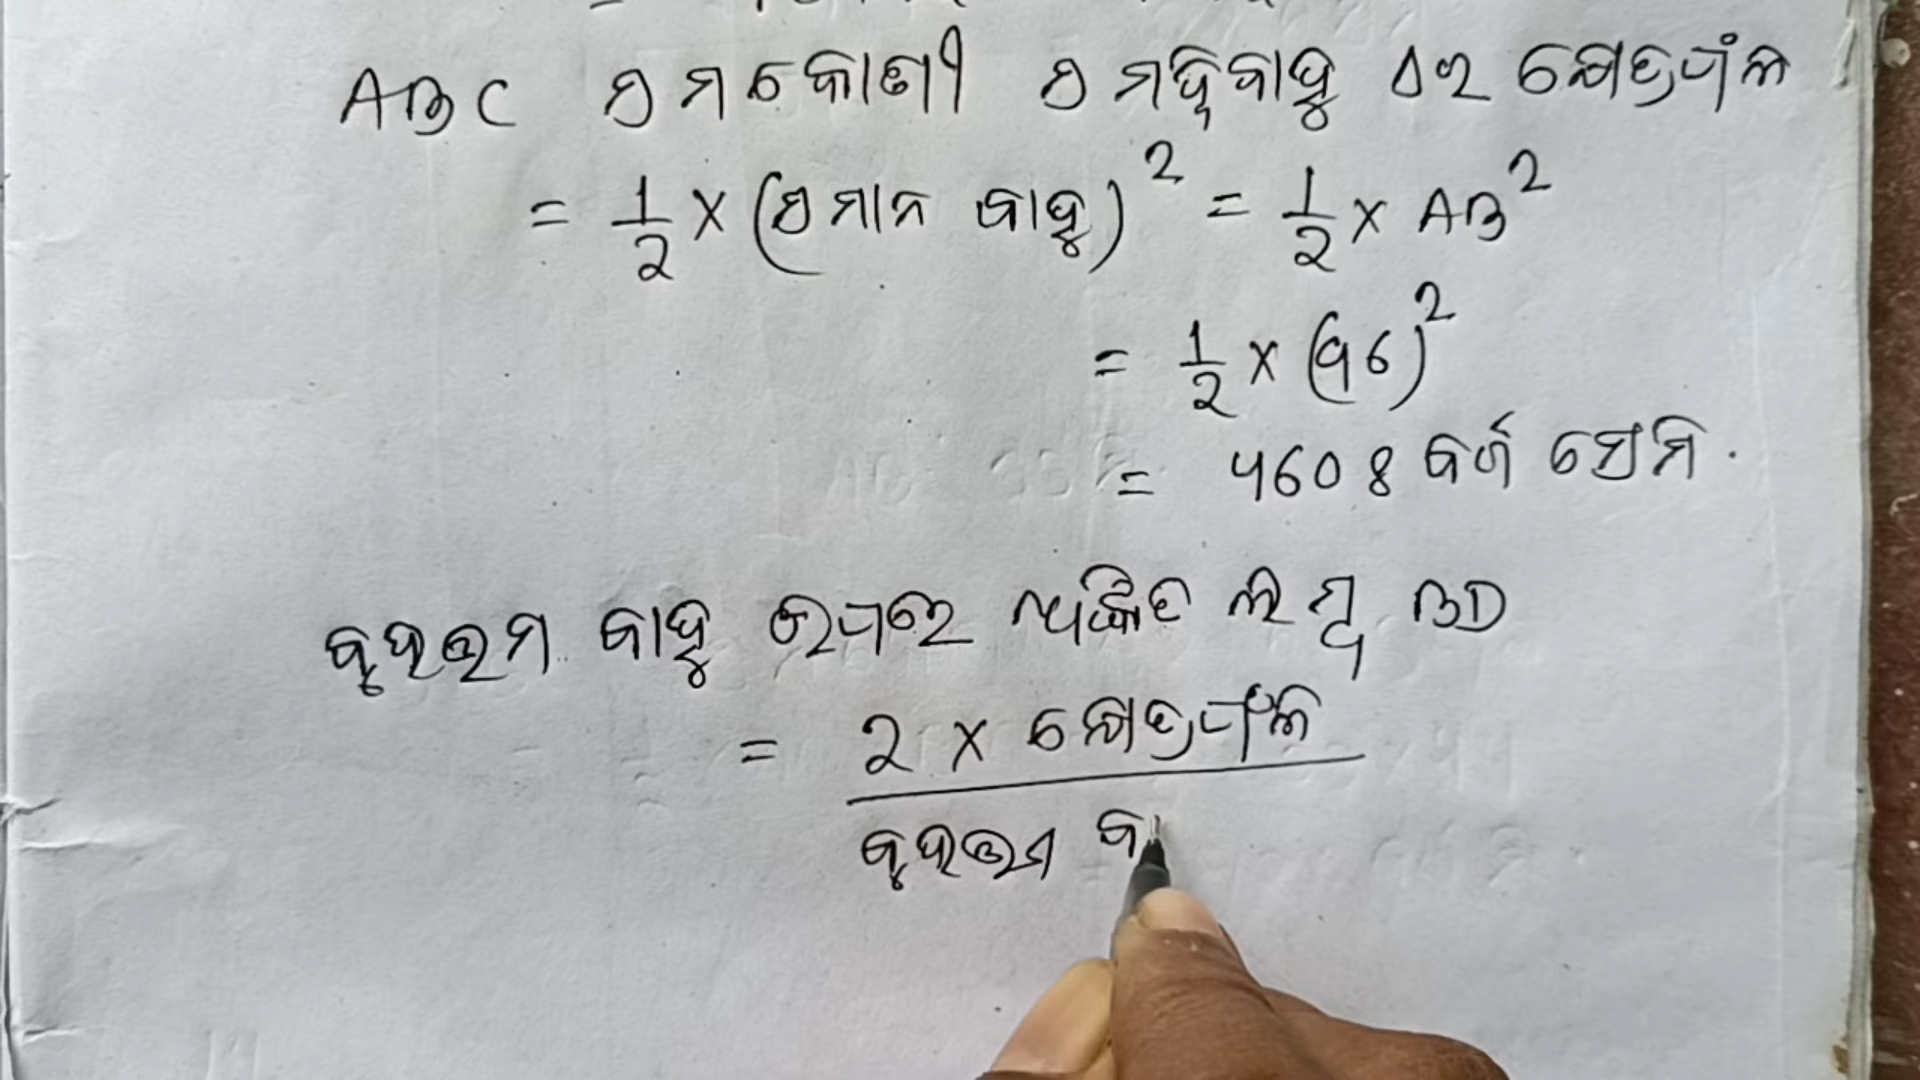 ABC ସମକୋଣୀ ସମଦ୍ଵିବାହୁ Δର କ୍ଷେତ୍ରଫଳ
= 1/2 × (ସମାନ ବାହୁ)² = 1/2 × AB²
= 1/2 × (96)²
= 4608 ବର୍ଗ ସେମି.
ବୃହତ୍ତମ ବାହୁ ଉପରେ ଅଙ୍କିତ ଲମ୍ବ BD
= 2 × କ୍ଷେତ୍ରଫଳ
ବୃହତ୍ତମ ବା